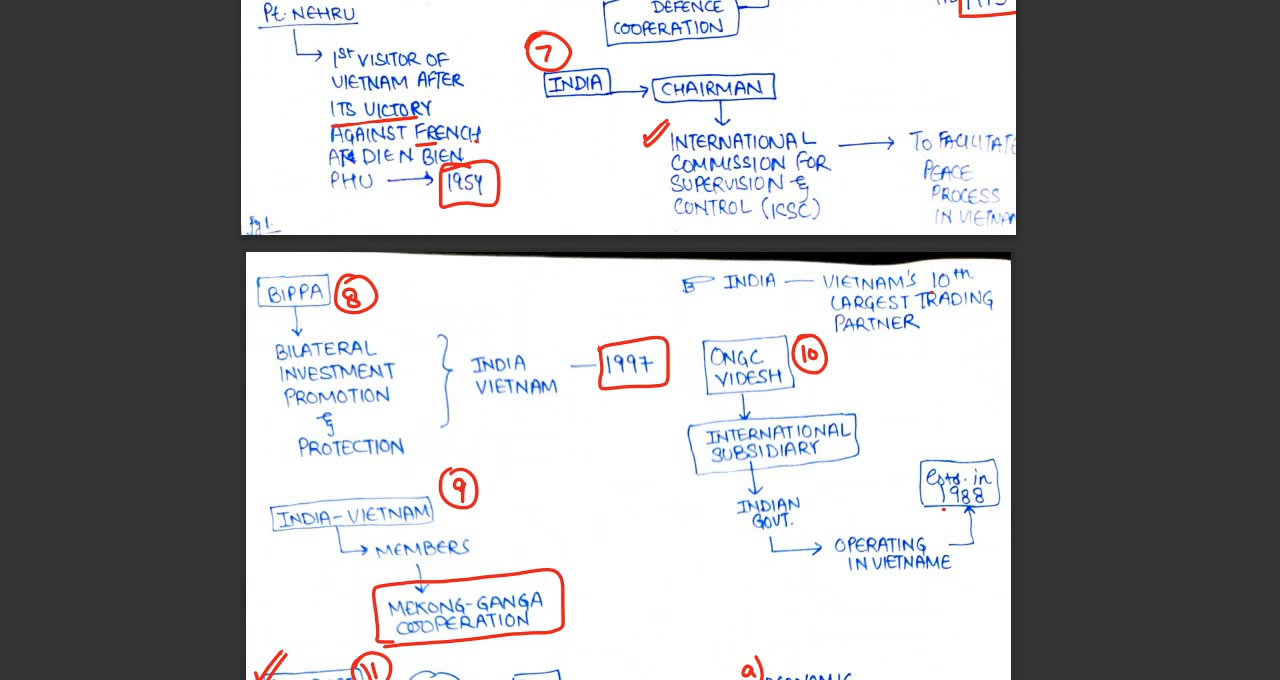 Pt. NEHRU
1st VISITOR OF
VIETNAM AFTER
ITS VICTORY
AGAINST FRENCH
AT DIEN BIEN
PHU → 1954
Pg 1.
DEFENCE
COOPERATION
7
INDIA → CHAIRMAN
INTERNATIONAL
COMMISSION FOR
SUPERVISION &
CONTROL (ICSC)
TO FACILITATE
PEACE
PROCESS
IN VIETNAM
BIPPA 8
BILATERAL
INVESTMENT
PROMOTION
&
PROTECTION
INDIA
VIETNAM — 1997
INDIA — VIETNAM'S 10th
LARGEST TRADING
PARTNER
ONGC
VIDESH
10
INTERNATIONAL
SUBSIDIARY
INDIAN
GOVT.
OPERATING
IN VIETNAME
Estd. in
1988
9
INDIA-VIETNAM
MEMBERS
MEKONG-GANGA
COOPERATION
11
a)